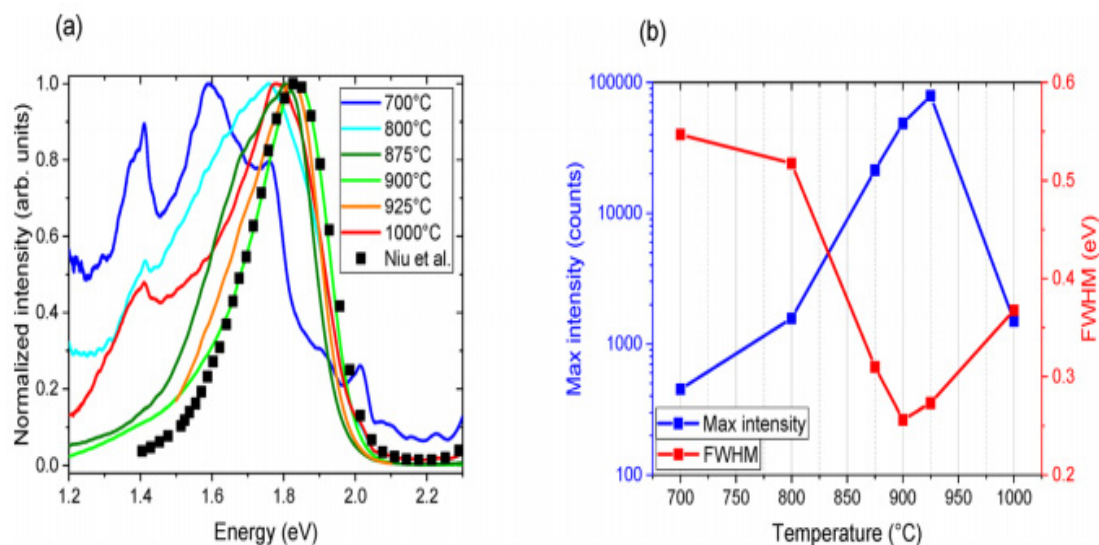 (a)
Normalized intensity (arb. units)
1.0
0.8
0.6
0.4
0.2
0.0
1.2 1.4 1.6 1.8 2.0 2.2
Energy (eV)
700°C
800°C
875°C
900°C
925°C
1000°C
Niu et al.
(b)
Max intensity (counts)
100000
10000
1000
100
700 750 800 850 900 950 1000
Temperature (°C)
Max intensity
FWHM
0.6
0.5
0.4
0.3
0.2
FWHM (eV)